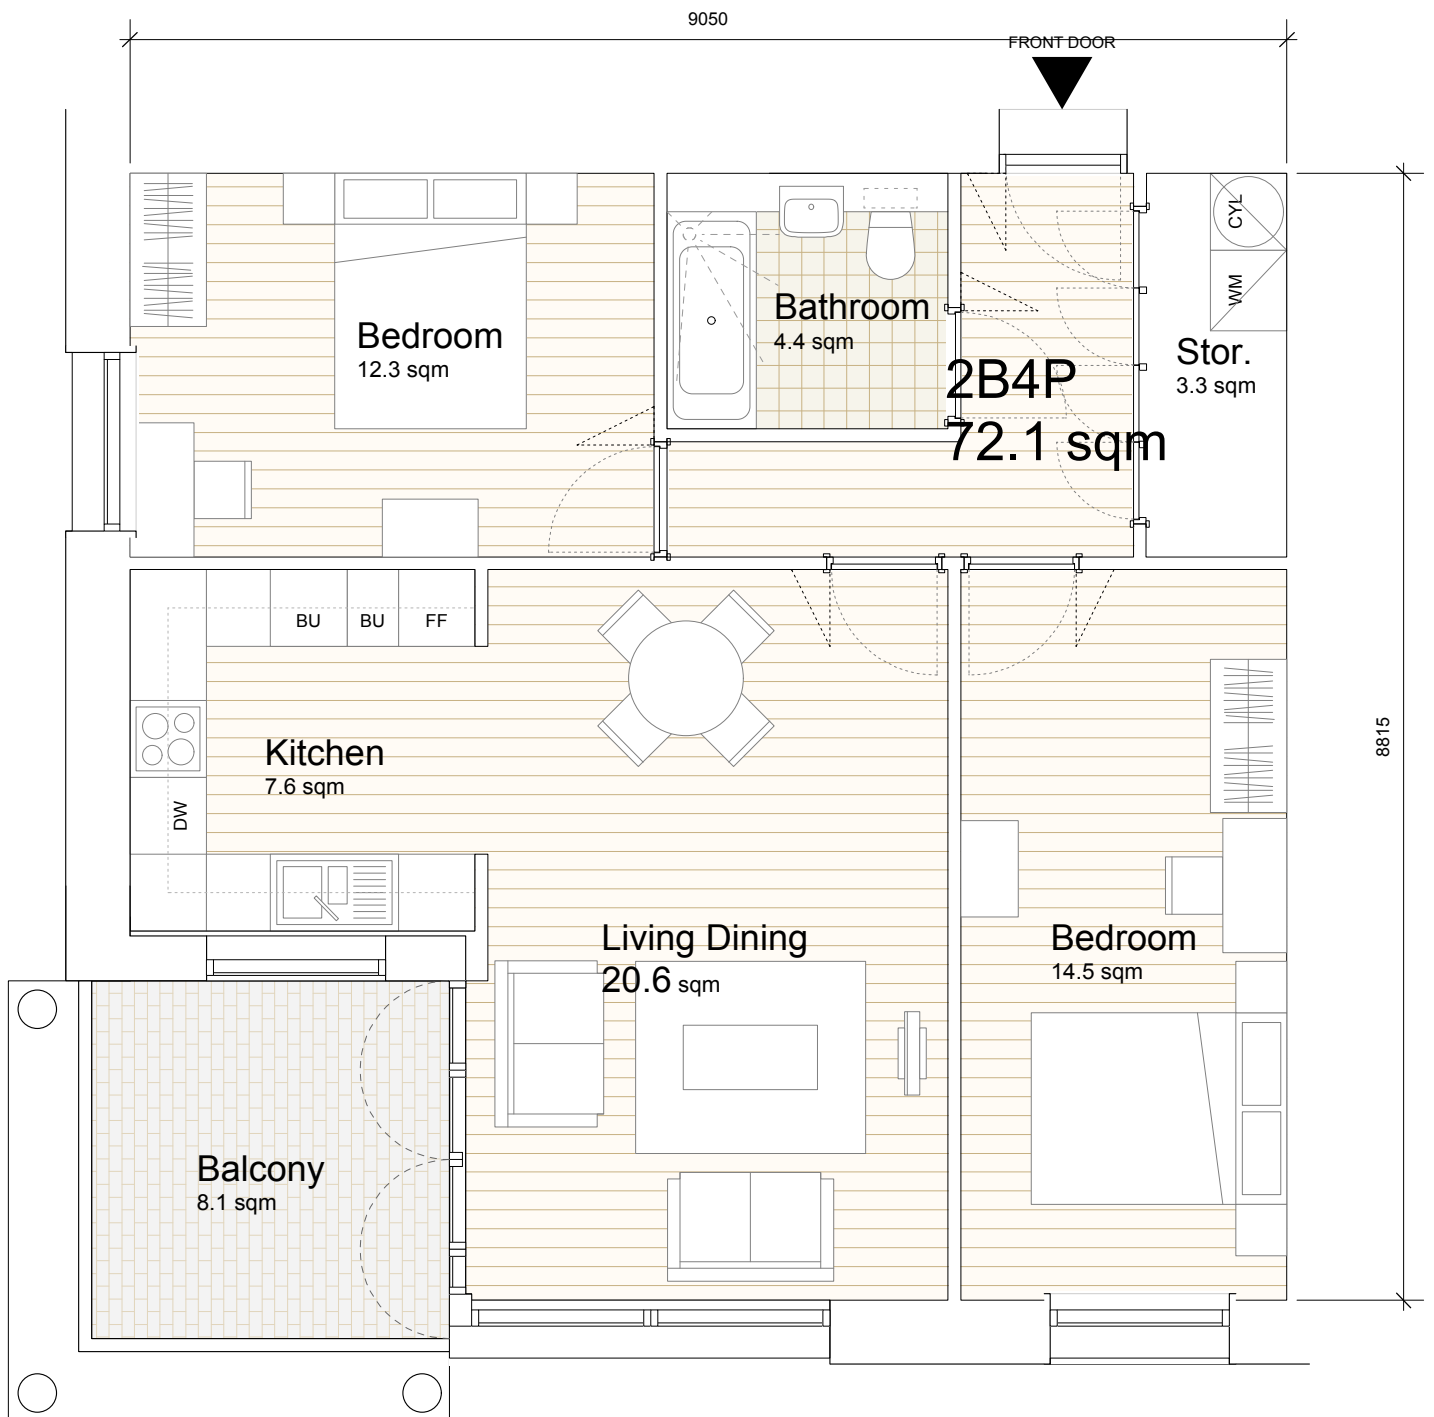 9050
FRONT DOOR
CYL
WM
Bathroom
4.4 sqm
Bedroom
12.3 sqm
Stor.
3.3 sqm
2B4P
72.1 sqm
BU
BU
FF
8815
Kitchen
7.6 sqm
DW
Living Dining
20.6 sqm
Bedroom
14.5 sqm
Balcony
8.1 sqm